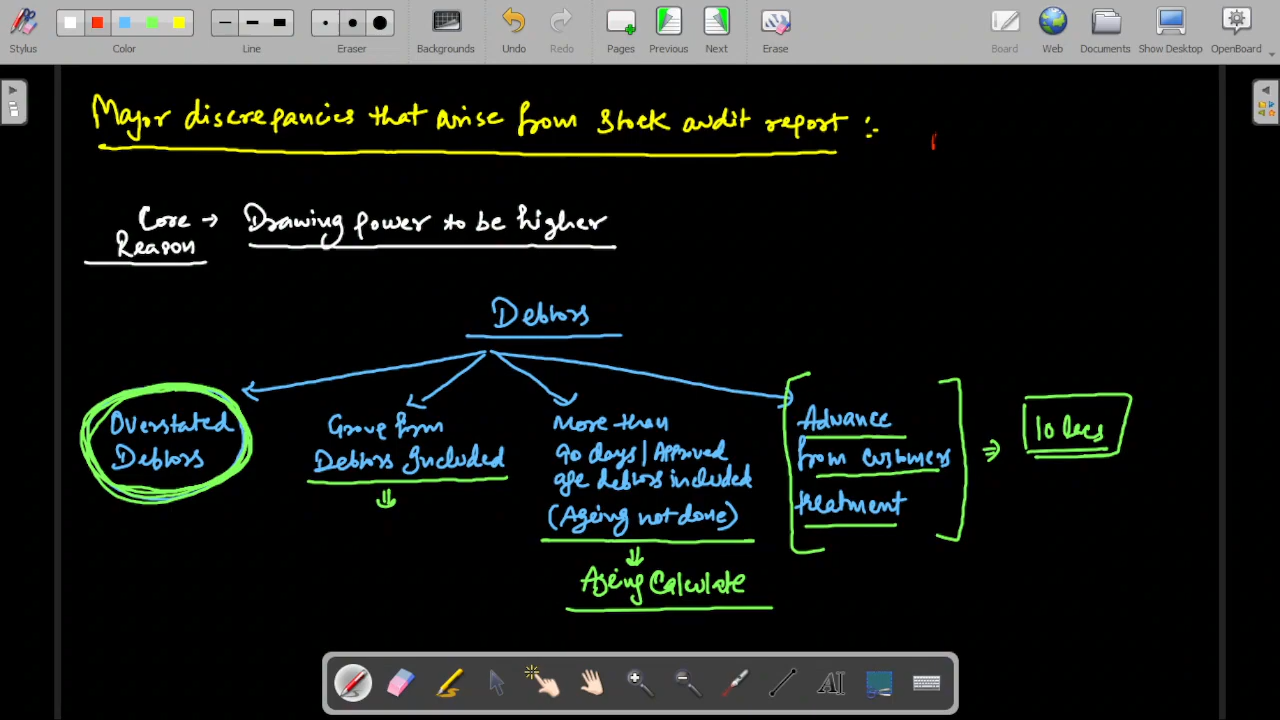 Stylus
Color
Line
Eraser
Backgrounds
Undo
Redo
Pages
Previous
Next
Erase
Board
Web
Documents
Show Desktop
OpenBoard
Major discrepancies that arise from stock audit report :-
Core → Drawing power to be higher
Reason
Debtors
Overstated
Debtors
Group firm
Debtors Included
⇓
More than
90 days | Approved
age debtors included
(Ageing not done)
⇓
Ageing Calculate
Advance
from customers
treatment
⇒ 10 lacs
AI